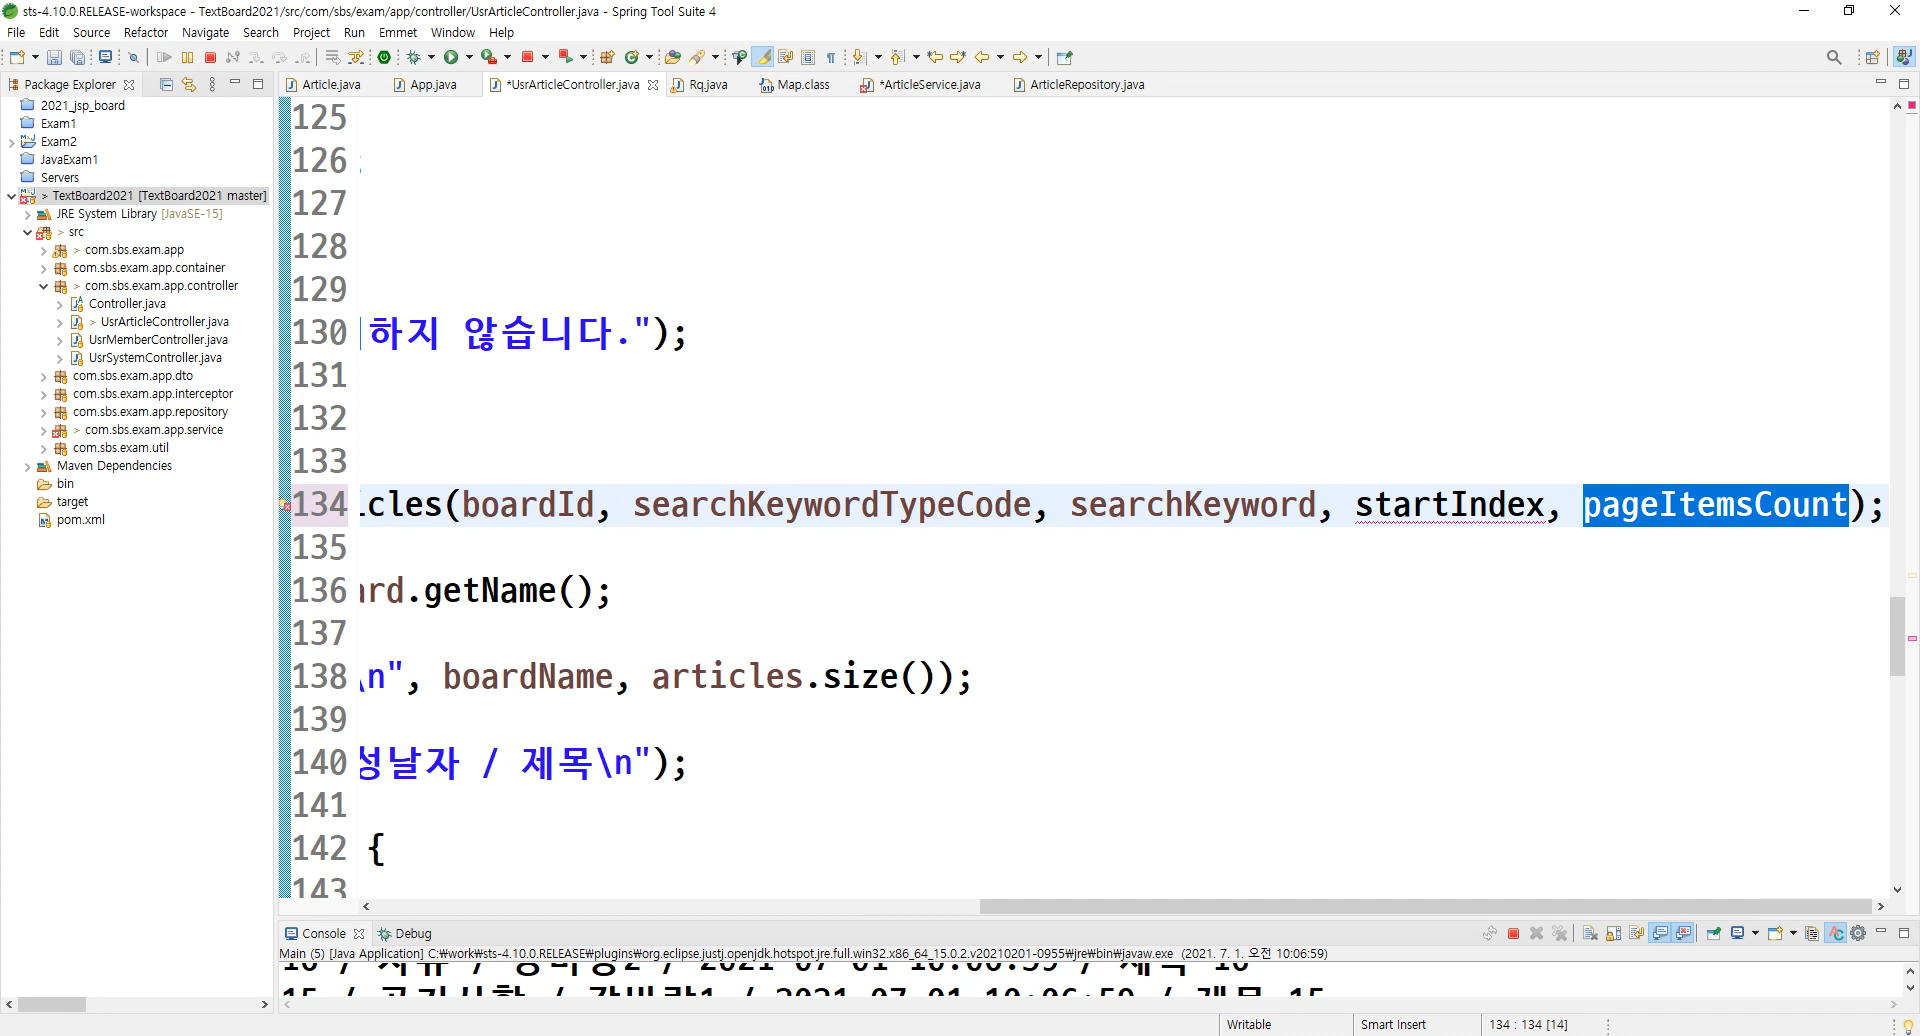 sts-4.10.0.RELEASE-workspace - TextBoard2021/src/com/sbs/exam/app/controller/UsrArticleController.java - Spring Tool Suite 4
File Edit Source Refactor Navigate Search Project Run Emmet Window Help
Package Explorer
Article.java App.java *UsrArticleController.java Rq.java Map.class *ArticleService.java ArticleRepository.java
2021_jsp_board
Exam1
Exam2
JavaExam1
Servers
> TextBoard2021 [TextBoard2021 master]
JRE System Library [JavaSE-15]
> src
> com.sbs.exam.app
com.sbs.exam.app.container
> com.sbs.exam.app.controller
Controller.java
> UsrArticleController.java
UsrMemberController.java
UsrSystemController.java
com.sbs.exam.app.dto
com.sbs.exam.app.interceptor
com.sbs.exam.app.repository
> com.sbs.exam.app.service
com.sbs.exam.util
Maven Dependencies
bin
target
pom.xml
125
126 ;
127
128
129
130 하지 않습니다.");
131
132
133
134 icles(boardId, searchKeywordTypeCode, searchKeyword, startIndex, pageItemsCount);
135
136 ard.getName();
137
138 \n", boardName, articles.size());
139
140 성날자 / 제목\n");
141
142 {
143
Console Debug
Main (5) [Java Application] C:₩work₩sts-4.10.0.RELEASE₩plugins₩org.eclipse.justj.openjdk.hotspot.jre.full.win32.x86_64_15.0.2.v20210201-0955₩jre₩bin₩javaw.exe (2021. 7. 1. 오전 10:06:59)
Writable Smart Insert 134 : 134 [14]